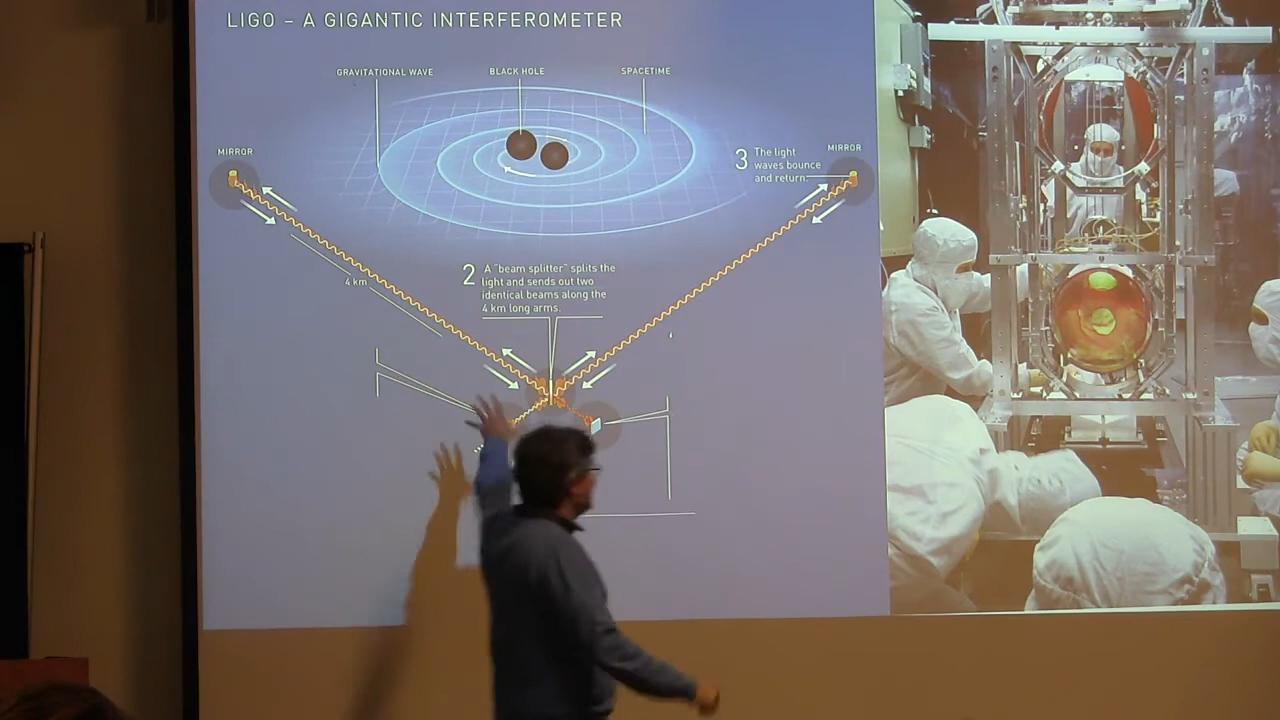 LIGO – A GIGANTIC INTERFEROMETER
GRAVITATIONAL WAVE
BLACK HOLE
SPACETIME
MIRROR
MIRROR
3 The light
waves bounce
and return.
4 km
2 A "beam splitter" splits the
light and sends out two
identical beams along the
4 km long arms.